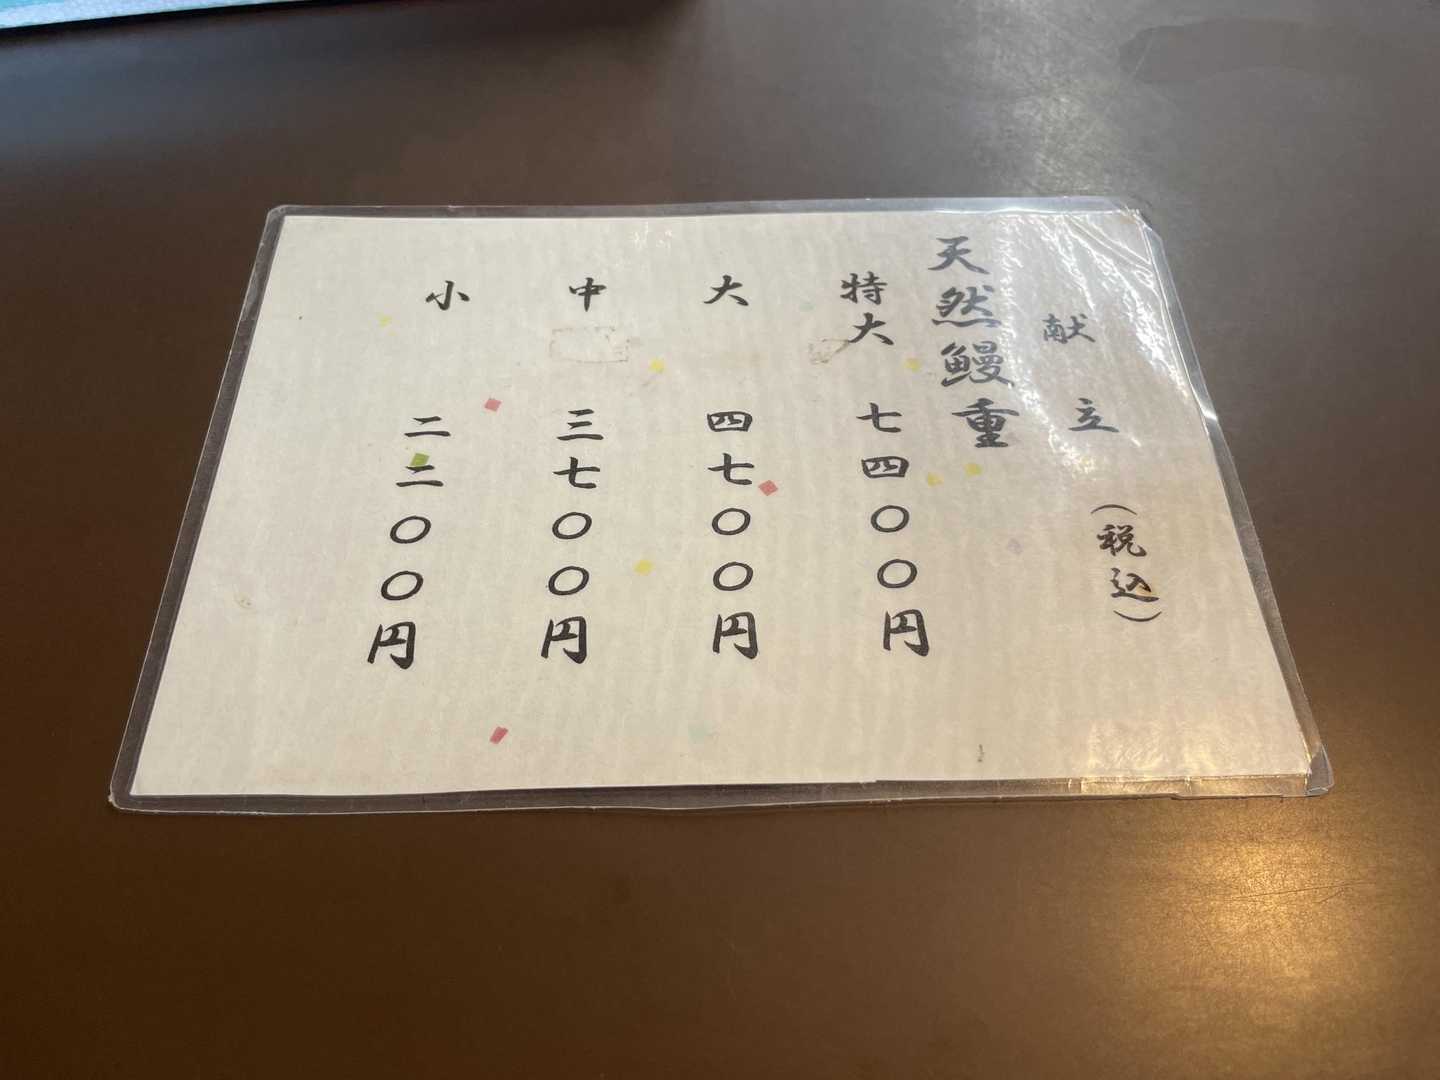 献立（税込）
天然鰻重
特大 七四〇〇円
大 四七〇〇円
中 三七〇〇円
小 二二〇〇円